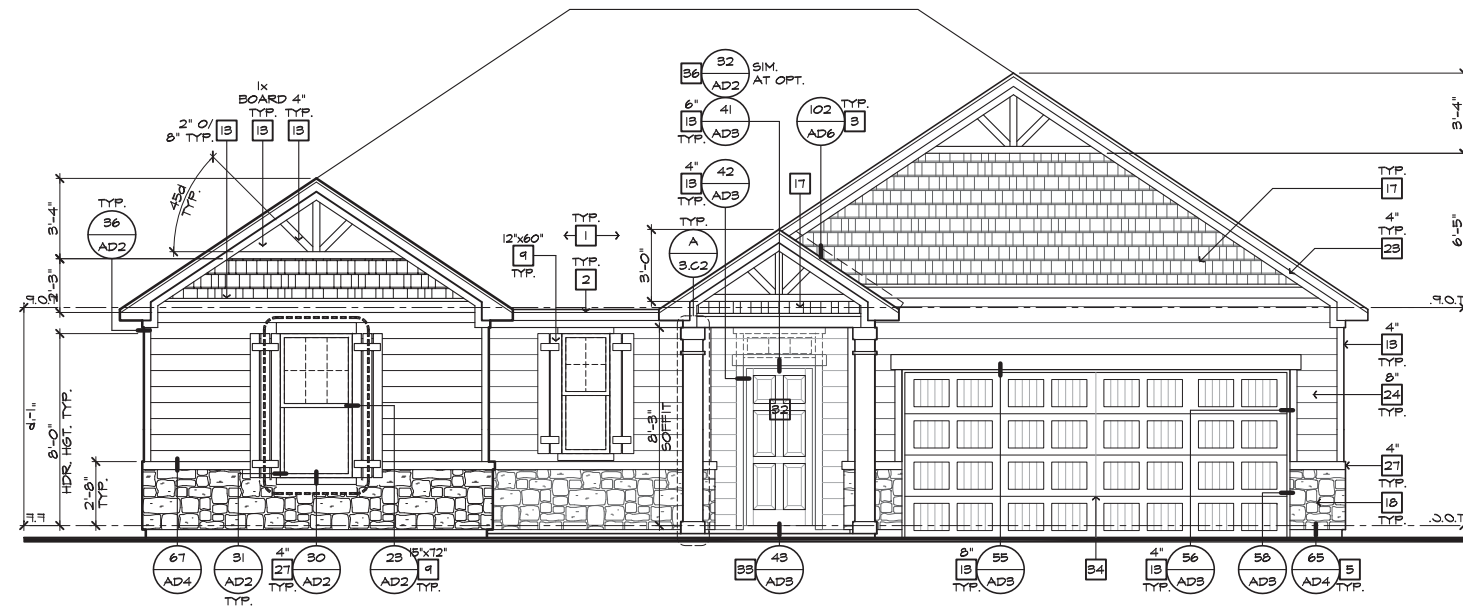 32
36
AD2
SIM.
AT OPT.
6"
13
TYP.
41
AD3
102
AD6
TYP.
3
1x
BOARD 4"
TYP. TYP.
2" O/
8" TYP.
13
13
13
45d
TYP.
4"
13
TYP.
42
AD3
17
TYP.
17
4"
23
3'-4"
6'-5"
TYP.
36
AD2
3'-4"
2'-3"
12"x60"
9
TYP.
TYP.
1
2
TYP.
A
3.C2
3'-0"
T.O.P.
4"
13
TYP.
8"
24
TYP.
4"
27
TYP.
18
TYP.
8'-0"
HDR. HGT. TYP.
2'-8"
TYP.
8'-3"
SOFFIT
32
67
AD4
31
AD2
TYP.
4"
27
TYP.
30
AD2
23
AD2
15"x72"
9
TYP.
33
43
AD3
8"
13
TYP.
55
AD3
34
4"
13
TYP.
56
AD3
58
AD3
65
AD4
5
TYP.